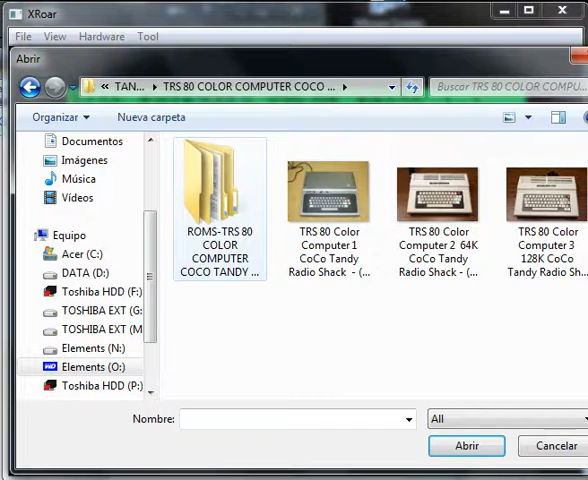 XRoar
File View Hardware Tool
Abrir
« TAN... TRS 80 COLOR COMPUTER COCO ...
Buscar TRS 80 COLOR COMPU...
Organizar Nueva carpeta
Documentos
Imágenes
Música
Vídeos
Equipo
Acer (C:)
DATA (D:)
Toshiba HDD (F:)
TOSHIBA EXT (G:
TOSHIBA EXT (M
Elements (N:)
Elements (O:)
Toshiba HDD (P:)
ROMS-TRS 80
COLOR
COMPUTER
COCO TANDY ...
TRS 80 Color
Computer 1
CoCo Tandy
Radio Shack - (...
TRS 80 Color
Computer 2 64K
CoCo Tandy
Radio Shack - (...
TRS 80 Color
Computer 3
128K CoCo
Tandy Radio Sh...
Nombre:
All
Abrir
Cancelar